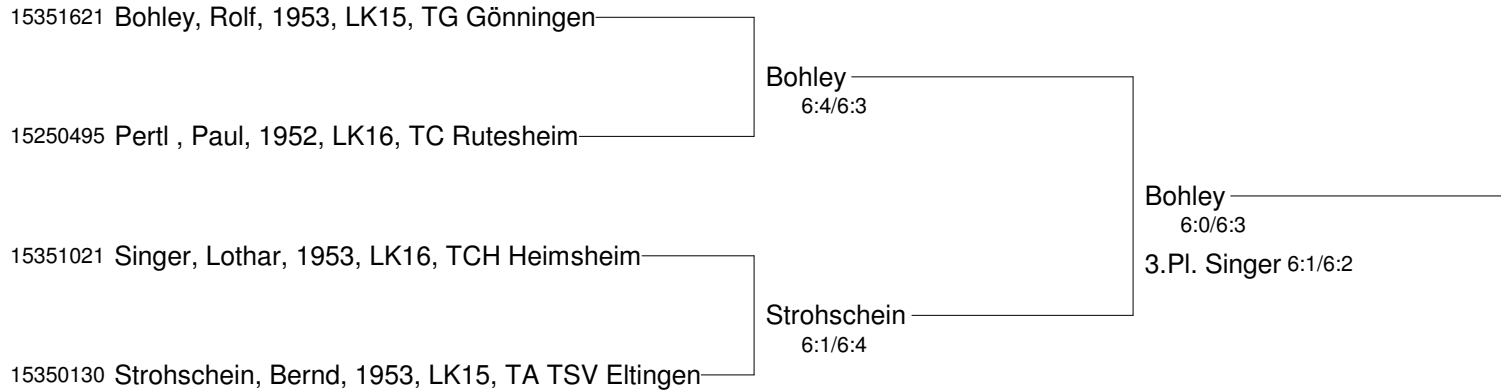 15351621 Bohley, Rolf, 1953, LK15, TG Gönningen
Bohley
6:4/6:3
15250495 Pertl , Paul, 1952, LK16, TC Rutesheim
Bohley
6:0/6:3
3.Pl. Singer 6:1/6:2
15351021 Singer, Lothar, 1953, LK16, TCH Heimsheim
Strohschein
6:1/6:4
15350130 Strohschein, Bernd, 1953, LK15, TA TSV Eltingen